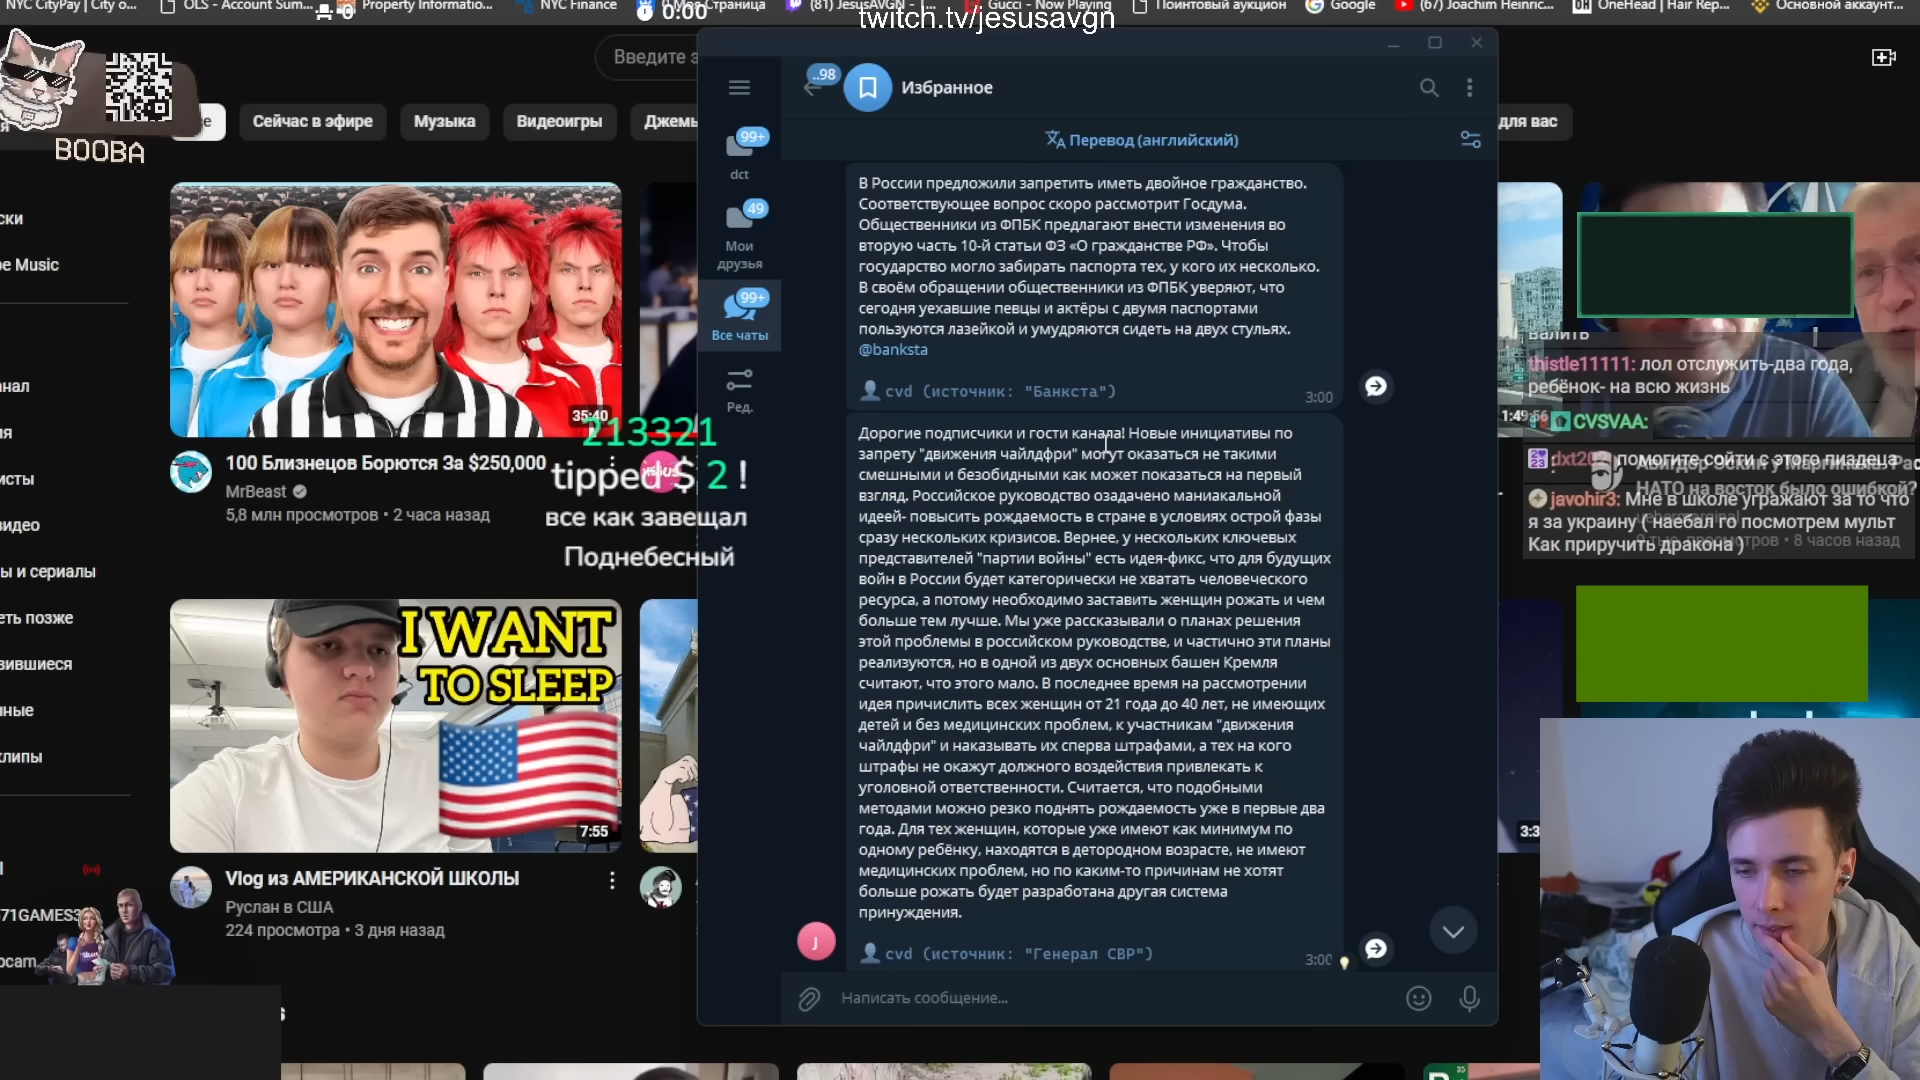 NYC CityPay | City o...
OLS - Account Sum...
Property Informatio...
NYC Finance
Моя Страница
(81) JesusAVGN - |...
Gucci - Now Playing
Поинтовый аукцион
Google
(67) Joachim Heinric...
OneHead | Hair Rep...
Основной аккаунт...
0
0:00
twitch.tv/jesusavgn
Введите з
BOOBA
Сейчас в эфире
Музыка
Видеоигры
Джемы
для вас
ски
be Music
анал
ия
исты
видео
ы и сериалы
еть позже
вившиеся
нные
клипы
571GAMES3
ocam...
35:40
100 Близнецов Борются За $250,000
MrBeast
5,8 млн просмотров • 2 часа назад
213321
tipped $ 2 !
все как завещал
Поднебесный
I WANT
TO SLEEP
7:55
Vlog из АМЕРИКАНСКОЙ ШКОЛЫ
Руслан в США
224 просмотра • 3 дня назад
..98
Избранное
Перевод (английский)
99+
dct
49
Мои
друзья
99+
Все чаты
Ред.
В России предложили запретить иметь двойное гражданство.
Соответствующее вопрос скоро рассмотрит Госдума.
Общественники из ФПБК предлагают внести изменения во
вторую часть 10-й статьи ФЗ «О гражданстве РФ». Чтобы
государство могло забирать паспорта тех, у кого их несколько.
В своём обращении общественники из ФПБК уверяют, что
сегодня уехавшие певцы и актёры с двумя паспортами
пользуются лазейкой и умудряются сидеть на двух стульях.
@banksta
cvd (источник: "Банкста")
3:00
Дорогие подписчики и гости канала! Новые инициативы по
запрету "движения чайлдфри" могут оказаться не такими
смешными и безобидными как может показаться на первый
взгляд. Российское руководство озадачено маниакальной
идеей- повысить рождаемость в стране в условиях острой фазы
сразу нескольких кризисов. Вернее, у нескольких ключевых
представителей "партии войны" есть идея-фикс, что для будущих
войн в России будет категорически не хватать человеческого
ресурса, а потому необходимо заставить женщин рожать и чем
больше тем лучше. Мы уже рассказывали о планах решения
этой проблемы в российском руководстве, и частично эти планы
реализуются, но в одной из двух основных башен Кремля
считают, что этого мало. В последнее время на рассмотрении
идея причислить всех женщин от 21 года до 40 лет, не имеющих
детей и без медицинских проблем, к участникам "движения
чайлдфри" и наказывать их сперва штрафами, а тех на кого
штрафы не окажут должного воздействия привлекать к
уголовной ответственности. Считается, что подобными
методами можно резко поднять рождаемость уже в первые два
года. Для тех женщин, которые уже имеют как минимум по
одному ребёнку, находятся в детородном возрасте, не имеют
медицинских проблем, но по каким-то причинам не хотят
больше рожать будет разработана другая система
принуждения.
J
cvd (источник: "Генерал СВР")
3:00
Написать сообщение...
валить
thistle11111: лол отслужить-два года,
ребёнок- на всю жизнь
1:49:56
CVSVAA:
помогите сойти с этого пиздеца
НАТО на восток было ошибкой?
javohir3: Мне в школе угражают за то что
я за украину ( наебал го посмотрем мульт
Как приручить дракона )
• 8 часов назад
3:3